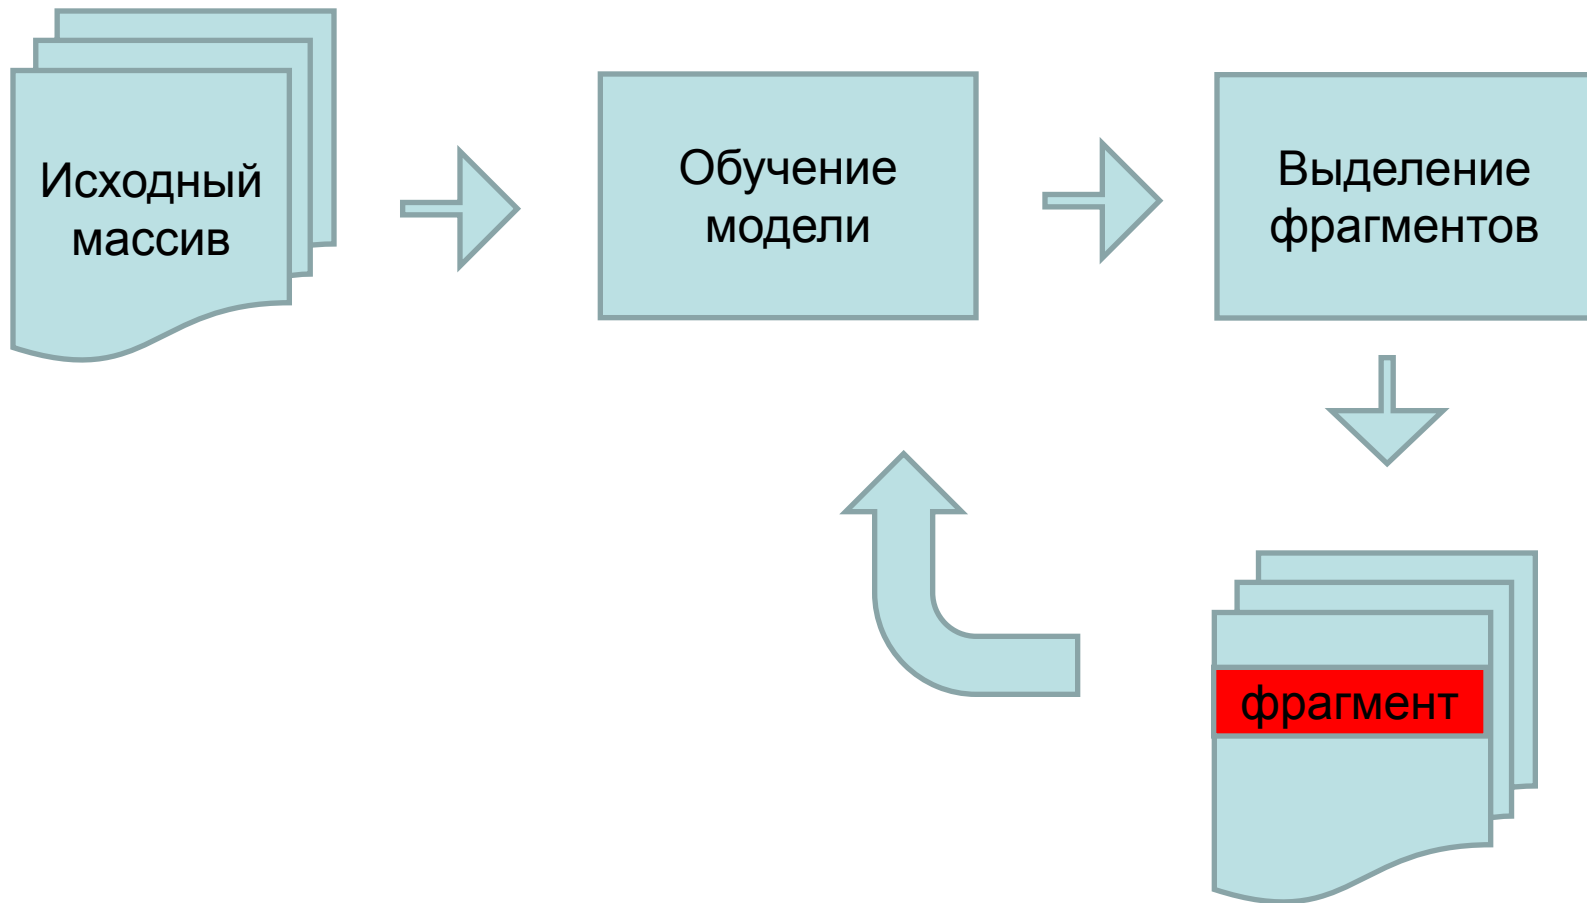 Исходный
массив
Обучение
модели
Выделение
фрагментов
фрагмент